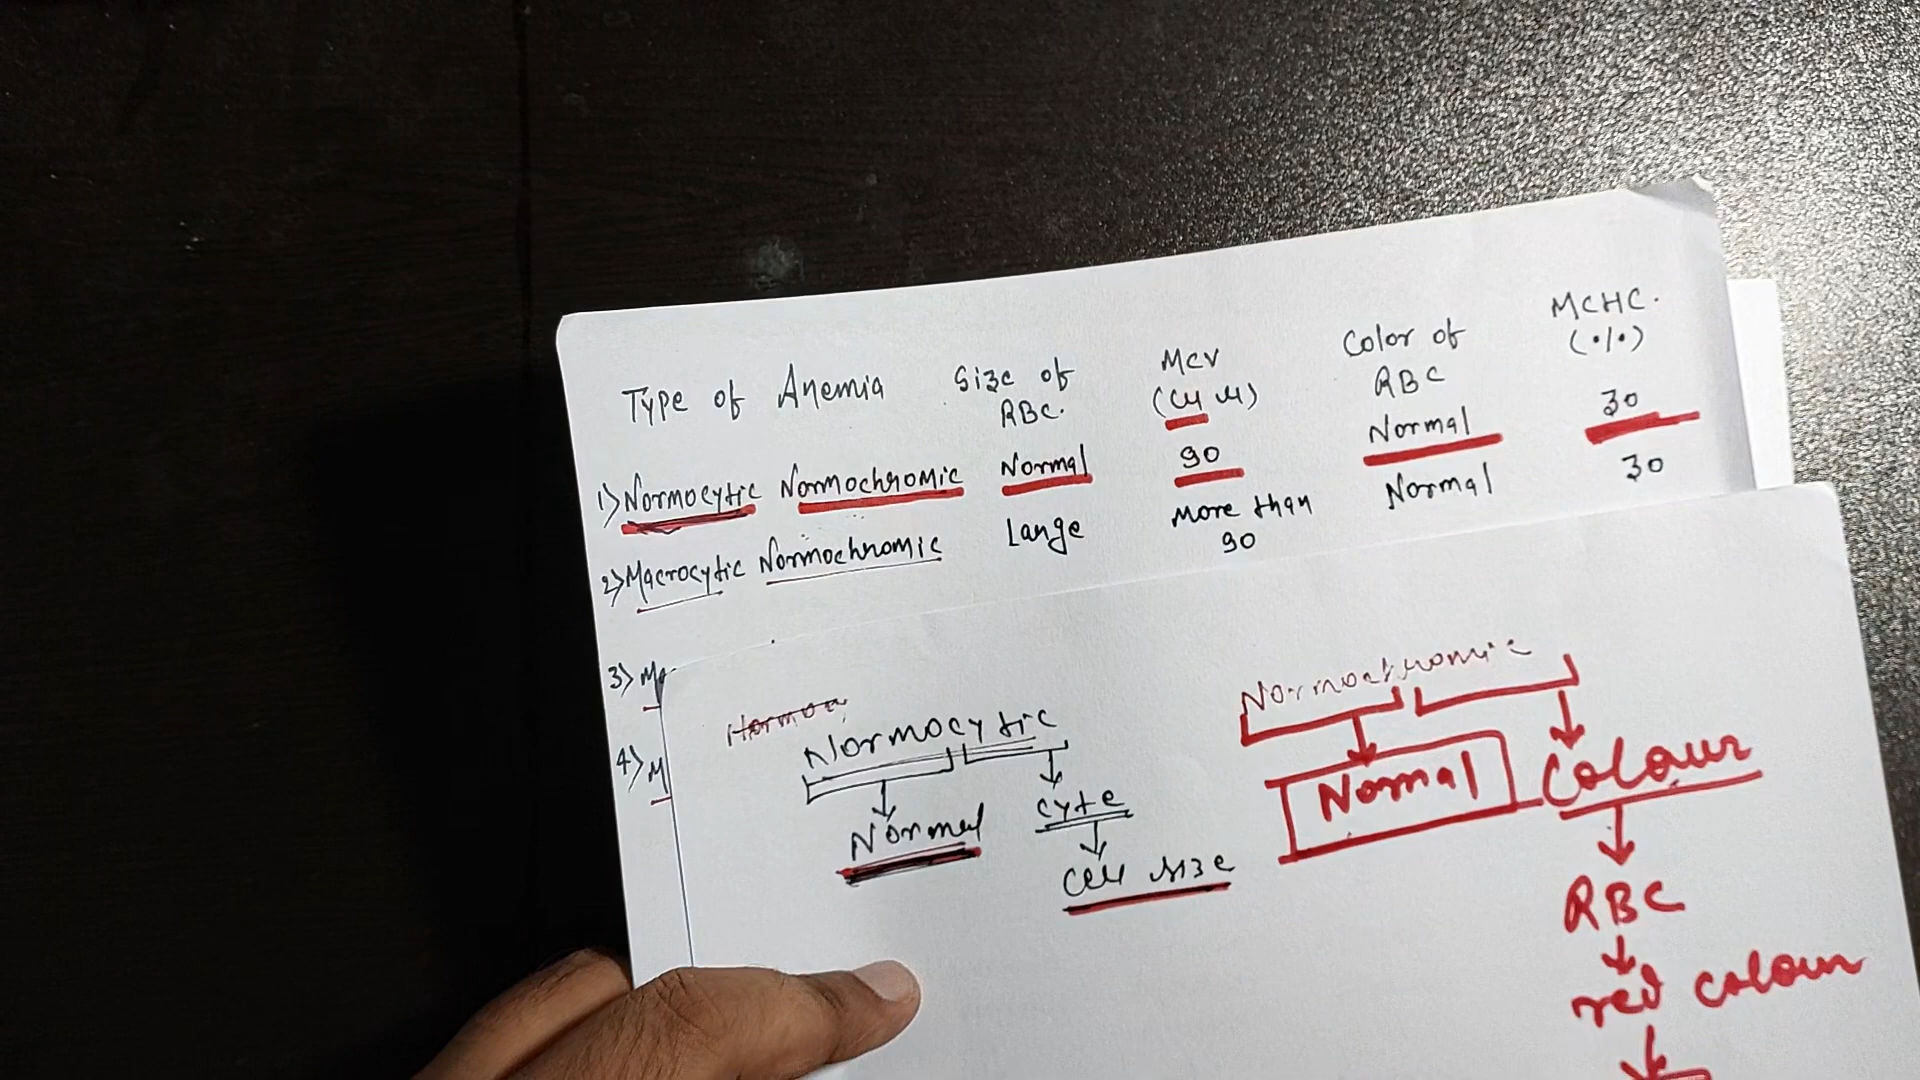 Type of Anemia Size of RBC. MCV (Cu u) Color of RBC MCHC. (%)
1) Normocytic Normochromic Normal 90 Normal 30
2) Macrocytic Normochromic Large More than 90 Normal 30
3)
4) M
Normocytic
Normal
cyte
Cell size
Normochromic
Normal
Colour
RBC
red colour